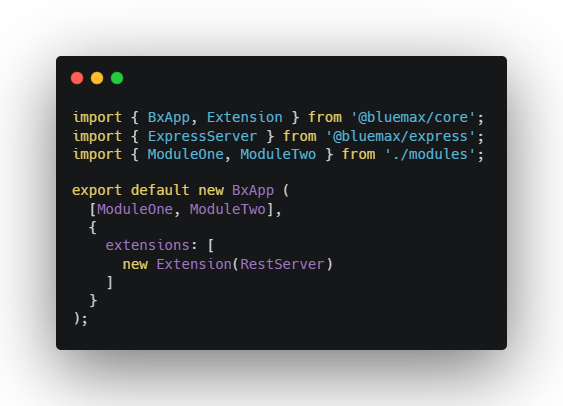 import { BxApp, Extension } from '@bluemax/core';
import { ExpressServer } from '@bluemax/express';
import { ModuleOne, ModuleTwo } from './modules';
export default new BxApp (
[ModuleOne, ModuleTwo],
{
extensions: [
new Extension(RestServer)
]
}
);